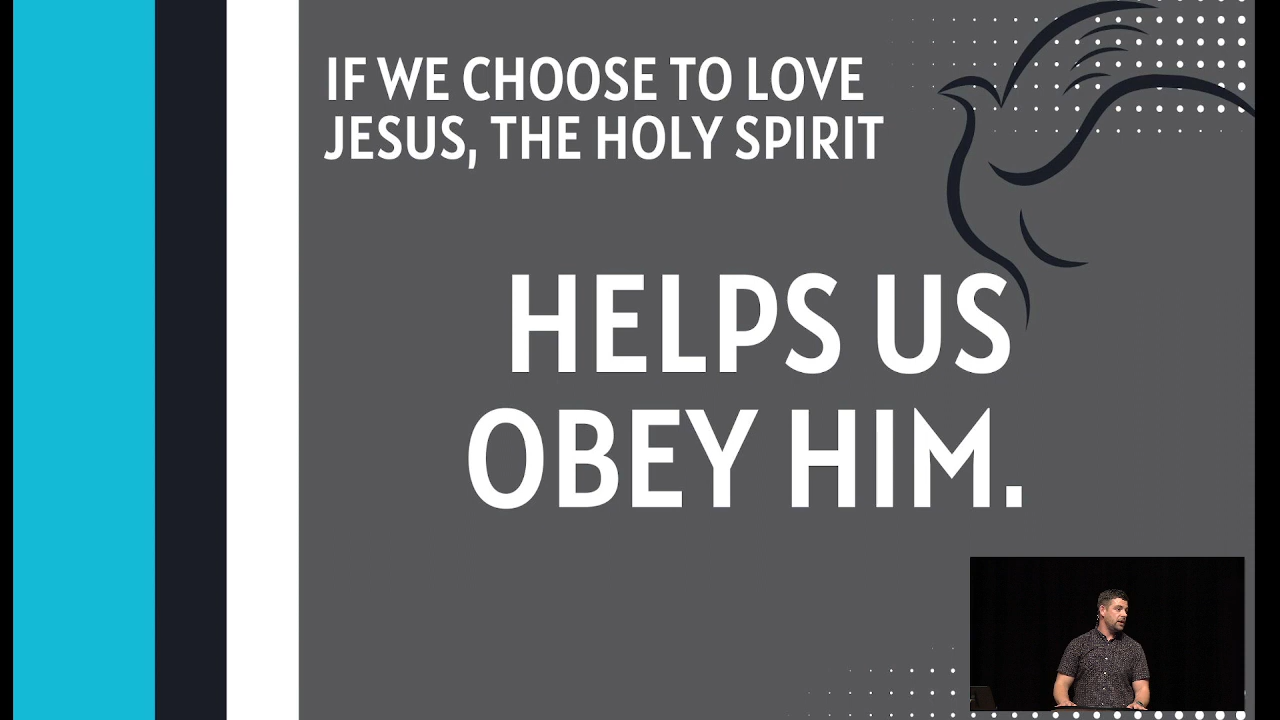 IF WE CHOOSE TO LOVE
JESUS, THE HOLY SPIRIT
HELPS US
OBEY HIM.